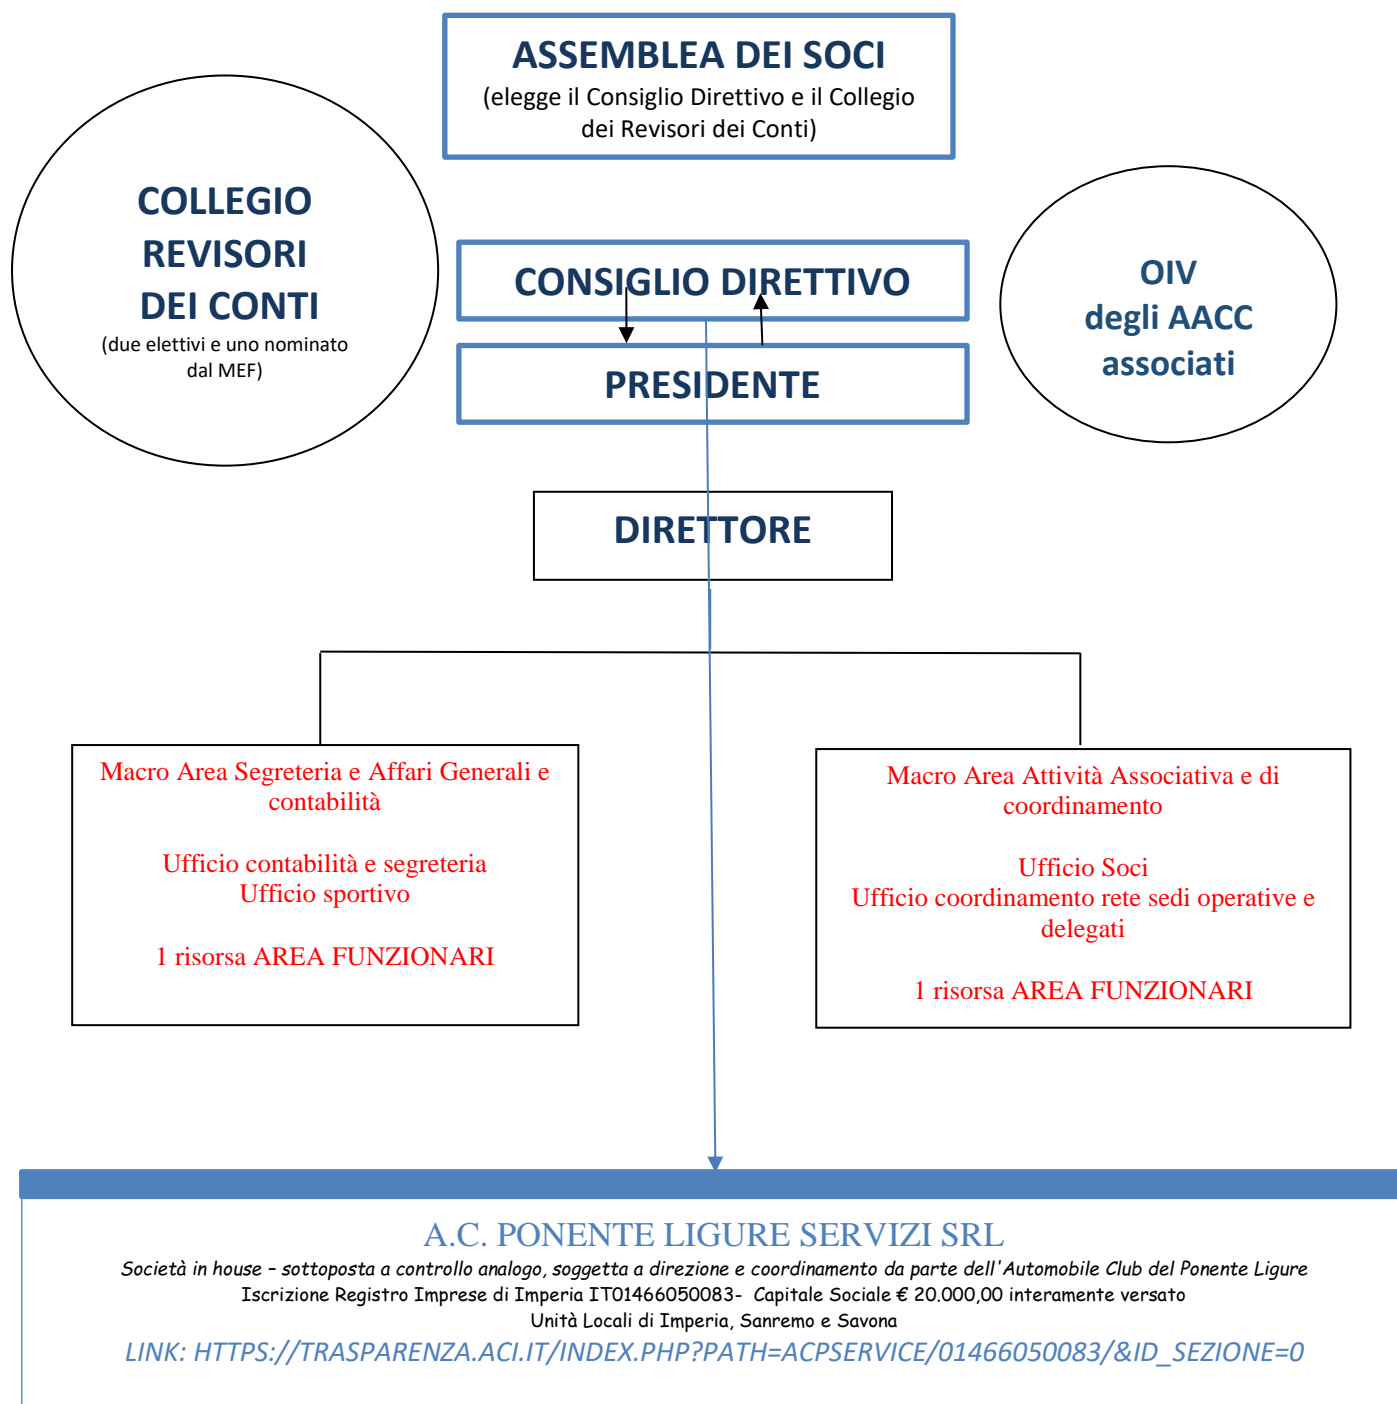 ASSEMBLEA DEI SOCI
(elegge il Consiglio Direttivo e il Collegio
dei Revisori dei Conti)
COLLEGIO
REVISORI
DEI CONTI
(due elettivi e uno nominato
dal MEF)
CONSIGLIO DIRETTIVO
PRESIDENTE
OIV
degli AACC
associati
DIRETTORE
Macro Area Segreteria e Affari Generali e
contabilità
Ufficio contabilità e segreteria
Ufficio sportivo
1 risorsa AREA FUNZIONARI
Macro Area Attività Associativa e di
coordinamento
Ufficio Soci
Ufficio coordinamento rete sedi operative e
delegati
1 risorsa AREA FUNZIONARI
A.C. PONENTE LIGURE SERVIZI SRL
Società in house – sottoposta a controllo analogo, soggetta a direzione e coordinamento da parte dell'Automobile Club del Ponente Ligure
Iscrizione Registro Imprese di Imperia IT01466050083- Capitale Sociale € 20.000,00 interamente versato
Unità Locali di Imperia, Sanremo e Savona
LINK: HTTPS://TRASPARENZA.ACI.IT/INDEX.PHP?PATH=ACPSERVICE/01466050083/&ID_SEZIONE=0